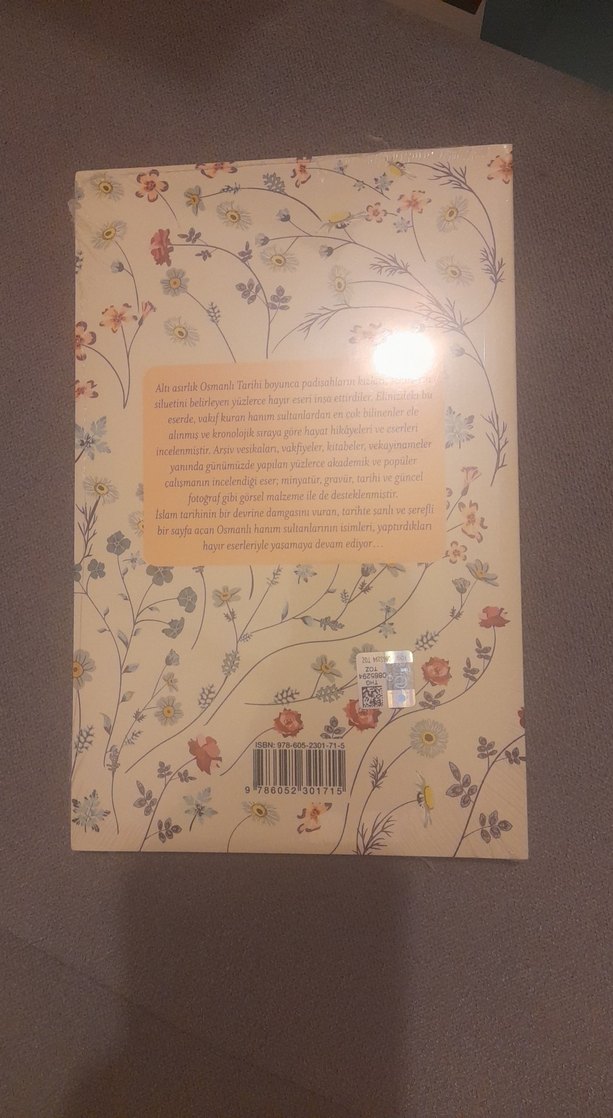 Altı asırlık Osmanlı Tarihi boyunca padişahların
siluetini belirleyen yüzlerce hayır eseri inşa ettirdiler. Elinizdeki bu
eserde, vakıf kuran hanım sultanlardan en çok bilinenler ele
alınmış ve kronolojik sıraya göre hayat hikâyeleri ve eserleri
incelenmiştir. Arşiv vesikaları, vakfiyeler, kitabeler, vekayinameler
yanında günümüzde yapılan yüzlerce akademik ve popüler
çalışmanın incelendiği eser; minyatür, gravür, tarihi ve güncel
fotoğraf gibi görsel malzeme ile de desteklenmiştir.
İslam tarihinin bir devrine damgasını vuran, tarihte şanlı ve şerefli
bir sayfa açan Osmanlı hanım sultanlarının isimleri, yaptırdıkları
hayır eserleriyle yaşamaya devam ediyor...
ISBN: 978-605-2301-71-5
9 786052 301715